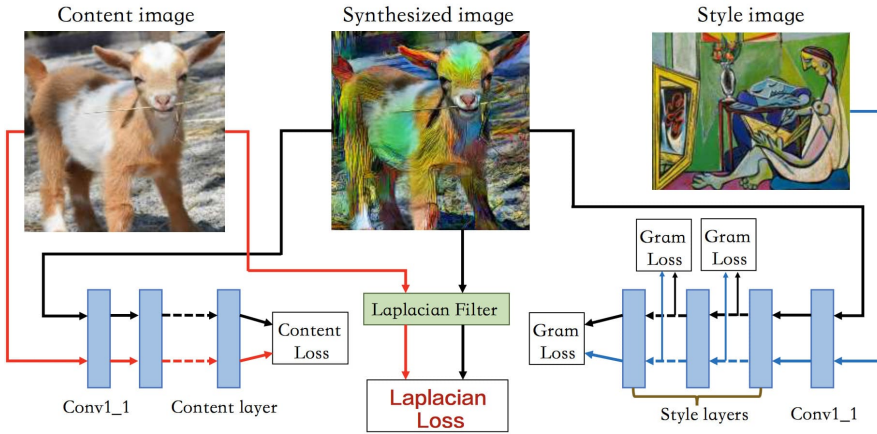 Content image
Synthesized image
Style image
Gram
Loss
Gram
Loss
Laplacian Filter
Content
Loss
Gram
Loss
Laplacian
Loss
Conv1_1
Content layer
Style layers
Conv1_1